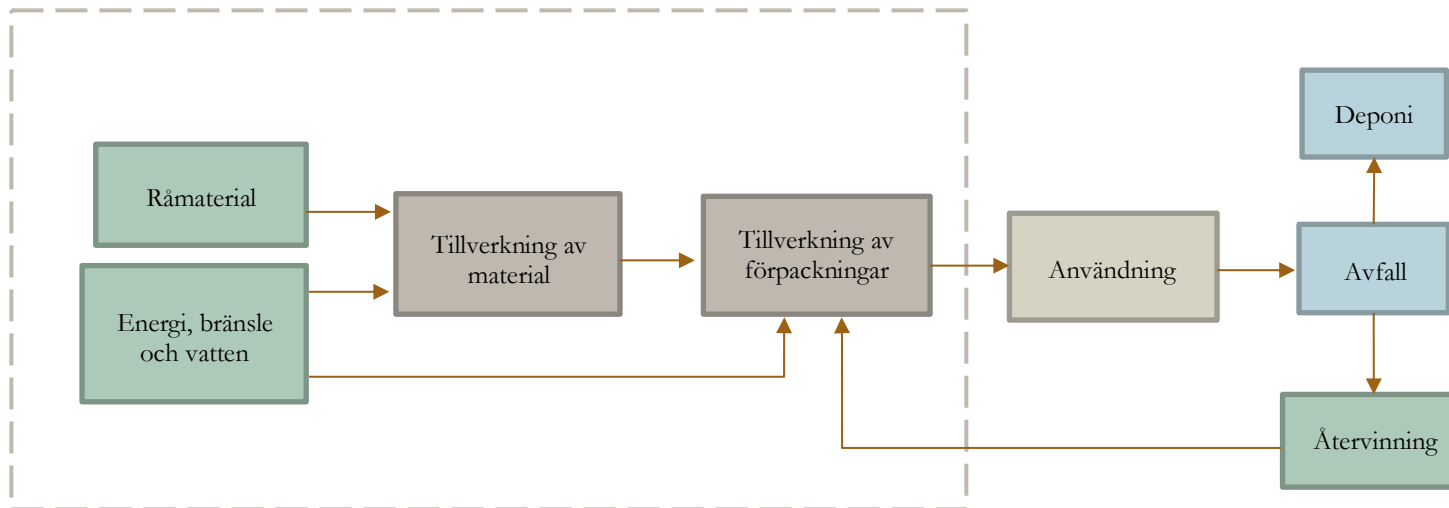 Råmaterial
Energi, bränsle
och vatten
Tillverkning av
material
Tillverkning av
förpackningar
Användning
Deponi
Avfall
Återvinning